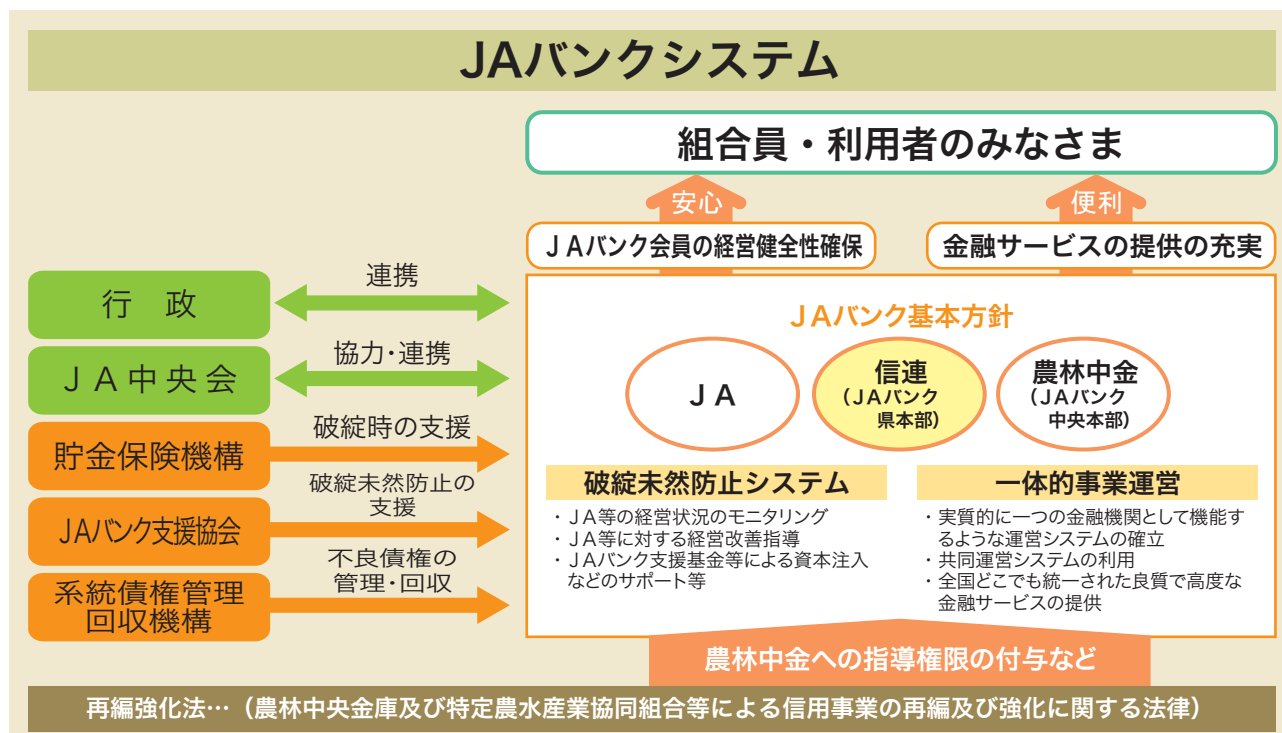 JAバンクシステム
組合員・利用者のみなさま
安心
便利
JAバンク会員の経営健全性確保
金融サービスの提供の充実
行 政
連携
JA中央会
協力・連携
貯金保険機構
破綻時の支援
JAバンク支援協会
破綻未然防止の
支援
系統債権管理
回収機構
不良債権の
管理・回収
JAバンク基本方針
JA
信連
(JAバンク
県本部)
農林中金
(JAバンク
中央本部)
破綻未然防止システム
・JA等の経営状況のモニタリング
・JA等に対する経営改善指導
・JAバンク支援基金等による資本注入
などのサポート等
一体的事業運営
・実質的に一つの金融機関として機能す
るような運営システムの確立
・共同運営システムの利用
・全国どこでも統一された良質で高度な
金融サービスの提供
農林中金への指導権限の付与など
再編強化法…(農林中央金庫及び特定農水産業協同組合等による信用事業の再編及び強化に関する法律)